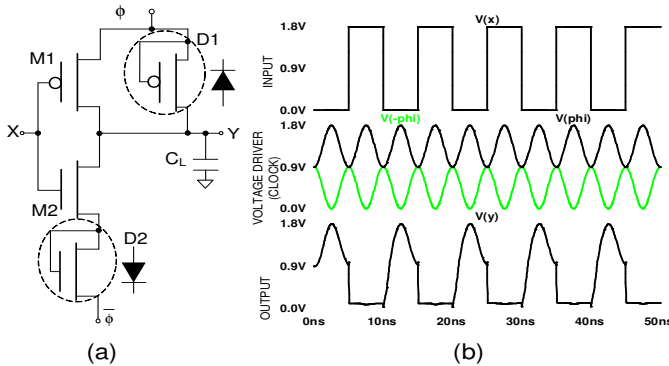 ϕ
D1
M1
X
Y
CL
M2
D2
ϕ̅
(a)
V(x)
1.8V
0.9V
0.0V
INPUT
V(-phi)
V(phi)
1.8V
0.9V
0.0V
VOLTAGE DRIVER
(CLOCK)
V(y)
1.8V
0.9V
0.0V
OUTPUT
0ns 10ns 20ns 30ns 40ns 50ns
(b)